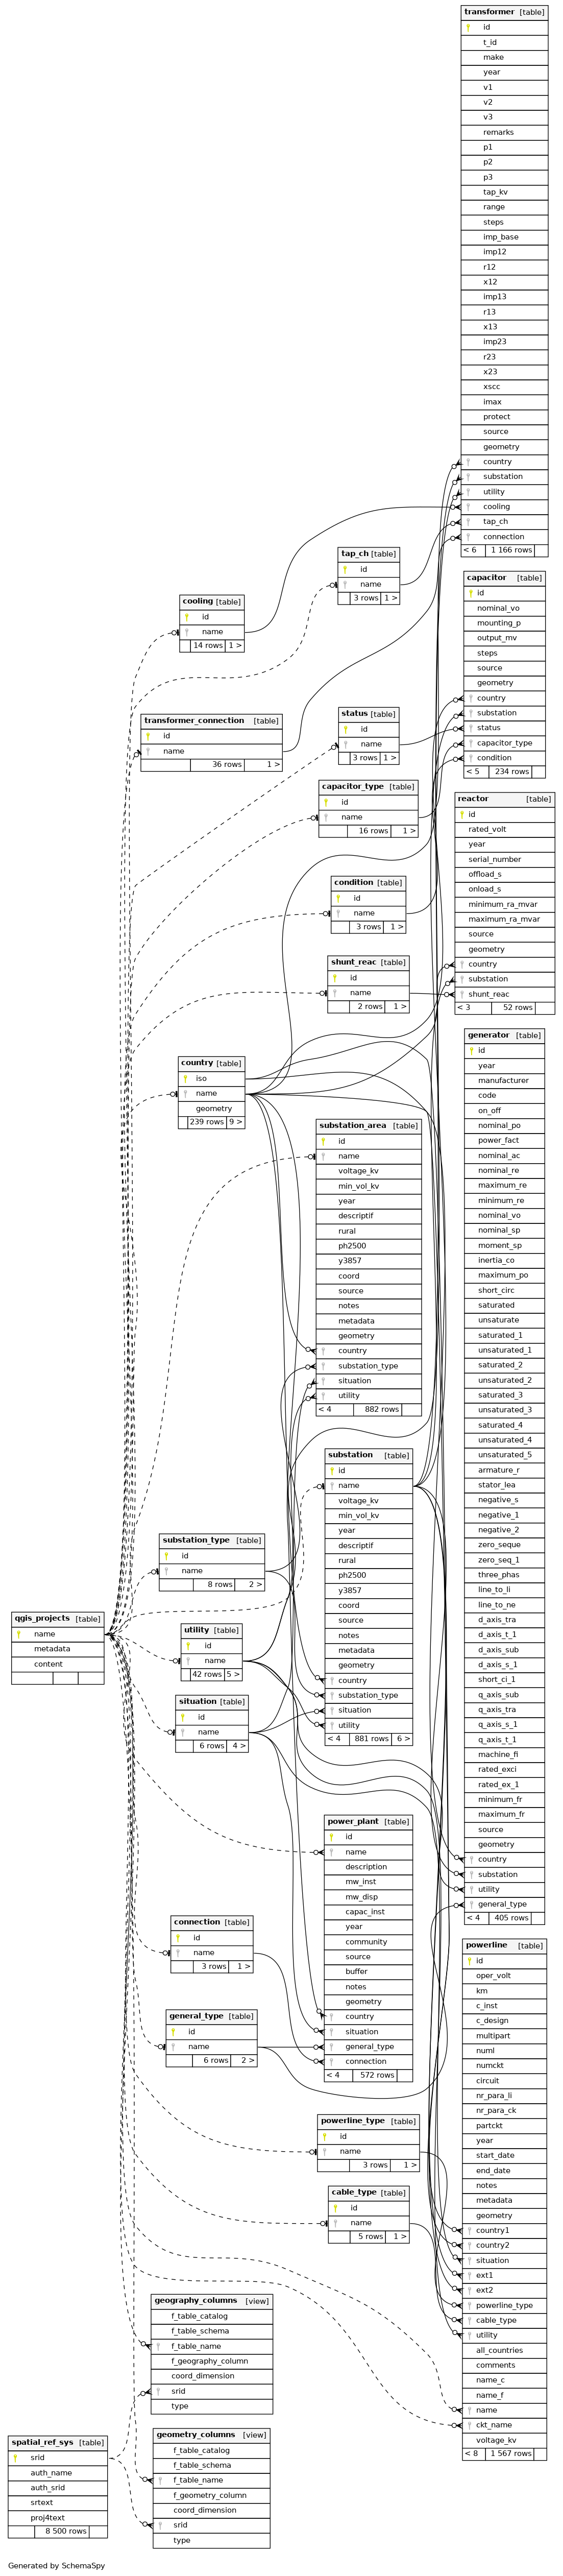 transformer [table]
id
t_id
make
year
v1
v2
v3
remarks
p1
p2
p3
tap_kv
range
steps
imp_base
imp12
r12
x12
imp13
r13
x13
imp23
r23
x23
xscc
imax
protect
source
geometry
country
substation
utility
cooling
tap_ch
connection
< 6 1 166 rows
tap_ch [table]
id
name
3 rows 1 >
cooling [table]
id
name
14 rows 1 >
capacitor [table]
id
nominal_vo
mounting_p
output_mv
steps
source
geometry
country
substation
status
capacitor_type
condition
< 5 234 rows
transformer_connection [table]
id
name
36 rows 1 >
status [table]
id
name
3 rows 1 >
capacitor_type [table]
id
name
16 rows 1 >
reactor [table]
id
rated_volt
year
serial_number
offload_s
onload_s
minimum_ra_mvar
maximum_ra_mvar
source
geometry
country
substation
shunt_reac
< 3 52 rows
condition [table]
id
name
3 rows 1 >
shunt_reac [table]
id
name
2 rows 1 >
country [table]
iso
name
geometry
239 rows 9 >
generator [table]
id
year
manufacturer
code
on_off
nominal_po
power_fact
nominal_ac
nominal_re
maximum_re
minimum_re
nominal_vo
nominal_sp
moment_sp
inertia_co
maximum_po
short_circ
saturated
unsaturate
saturated_1
unsaturated_1
saturated_2
unsaturated_2
saturated_3
unsaturated_3
saturated_4
unsaturated_4
unsaturated_5
armature_r
stator_lea
negative_s
negative_1
negative_2
zero_seque
zero_seq_1
three_phas
line_to_li
line_to_ne
d_axis_tra
d_axis_t_1
d_axis_sub
d_axis_s_1
short_ci_1
q_axis_sub
q_axis_tra
q_axis_s_1
q_axis_t_1
machine_fi
rated_exci
rated_ex_1
minimum_fr
maximum_fr
source
geometry
country
substation
utility
general_type
< 4 405 rows
substation_area [table]
id
name
voltage_kv
min_vol_kv
year
descriptif
rural
ph2500
y3857
coord
source
notes
metadata
geometry
country
substation_type
situation
utility
< 4 882 rows
substation [table]
id
name
voltage_kv
min_vol_kv
year
descriptif
rural
ph2500
y3857
coord
source
notes
metadata
geometry
country
substation_type
situation
utility
< 4 881 rows 6 >
substation_type [table]
id
name
8 rows 2 >
qgis_projects [table]
name
metadata
content
utility [table]
id
name
42 rows 5 >
situation [table]
id
name
6 rows 4 >
power_plant [table]
id
name
description
mw_inst
mw_disp
capac_inst
year
community
source
buffer
notes
geometry
country
situation
general_type
connection
< 4 572 rows
connection [table]
id
name
3 rows 1 >
general_type [table]
id
name
6 rows 2 >
powerline [table]
id
oper_volt
km
c_inst
c_design
multipart
numl
numckt
circuit
nr_para_li
nr_para_ck
partckt
year
start_date
end_date
notes
metadata
geometry
country1
country2
situation
ext1
ext2
powerline_type
cable_type
utility
all_countries
comments
name_c
name_f
name
ckt_name
voltage_kv
< 8 1 567 rows
powerline_type [table]
id
name
3 rows 1 >
cable_type [table]
id
name
5 rows 1 >
geography_columns [view]
f_table_catalog
f_table_schema
f_table_name
f_geography_column
coord_dimension
srid
type
geometry_columns [view]
f_table_catalog
f_table_schema
f_table_name
f_geometry_column
coord_dimension
srid
type
spatial_ref_sys [table]
srid
auth_name
auth_srid
srtext
proj4text
8 500 rows
Generated by SchemaSpy